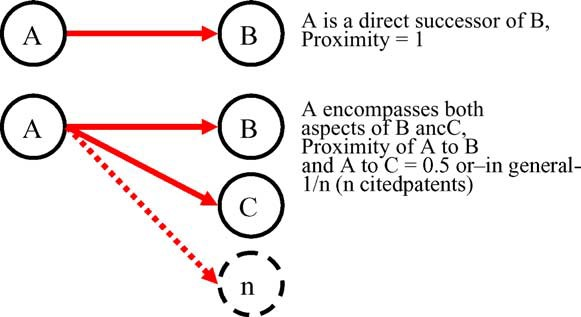 A
B
A is a direct successor of B,
Proximity = 1
A
B
C
n
A encompasses both
aspects of B ancC,
Proximity of A to B
and A to C = 0.5 or–in general-
1/n (n citedpatents)